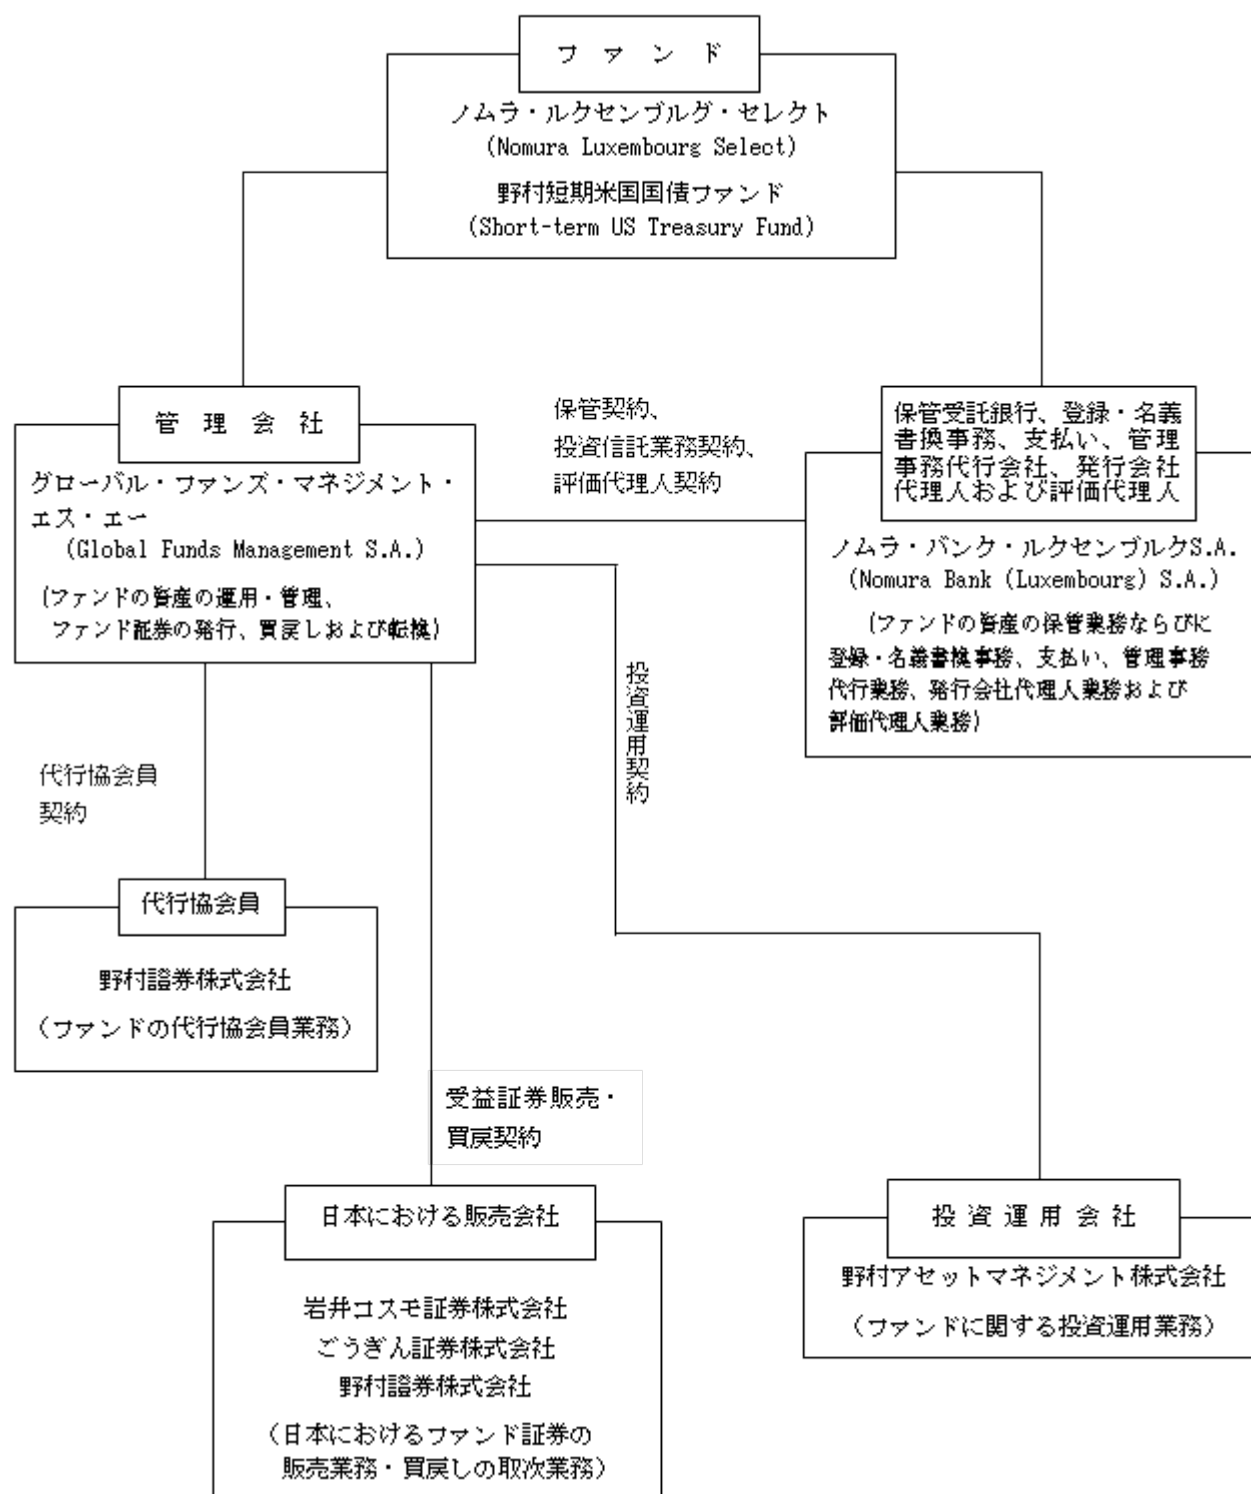 ファンド
ノムラ・ルクセンブルグ・セレクト
(Nomura Luxembourg Select)
野村短期米国国債ファンド
(Short-term US Treasury Fund)
管理会社
グローバル・ファンズ・マネジメント・
エス・エー
(Global Funds Management S.A.)
(ファンドの資産の運用・管理、
ファンド証券の発行、買戻しおよび転換)
保管契約、
投資信託業務契約、
評価代理人契約
保管受託銀行、登録・名義
書換事務、支払い、管理
事務代行会社、発行会社
代理人および評価代理人
ノムラ・バンク・ルクセンブルクS.A.
(Nomura Bank (Luxembourg) S.A.)
(ファンドの資産の保管業務ならびに
登録・名義書換事務、支払い、管理事務
代行業務、発行会社代理人業務および
評価代理人業務)
投資運用契約
代行協会員
契約
代行協会員
野村證券株式会社
(ファンドの代行協会員業務)
受益証券販売・
買戻契約
日本における販売会社
岩井コスモ証券株式会社
ごうぎん証券株式会社
野村證券株式会社
(日本におけるファンド証券の
販売業務・買戻しの取次業務)
投資運用会社
野村アセットマネジメント株式会社
(ファンドに関する投資運用業務)